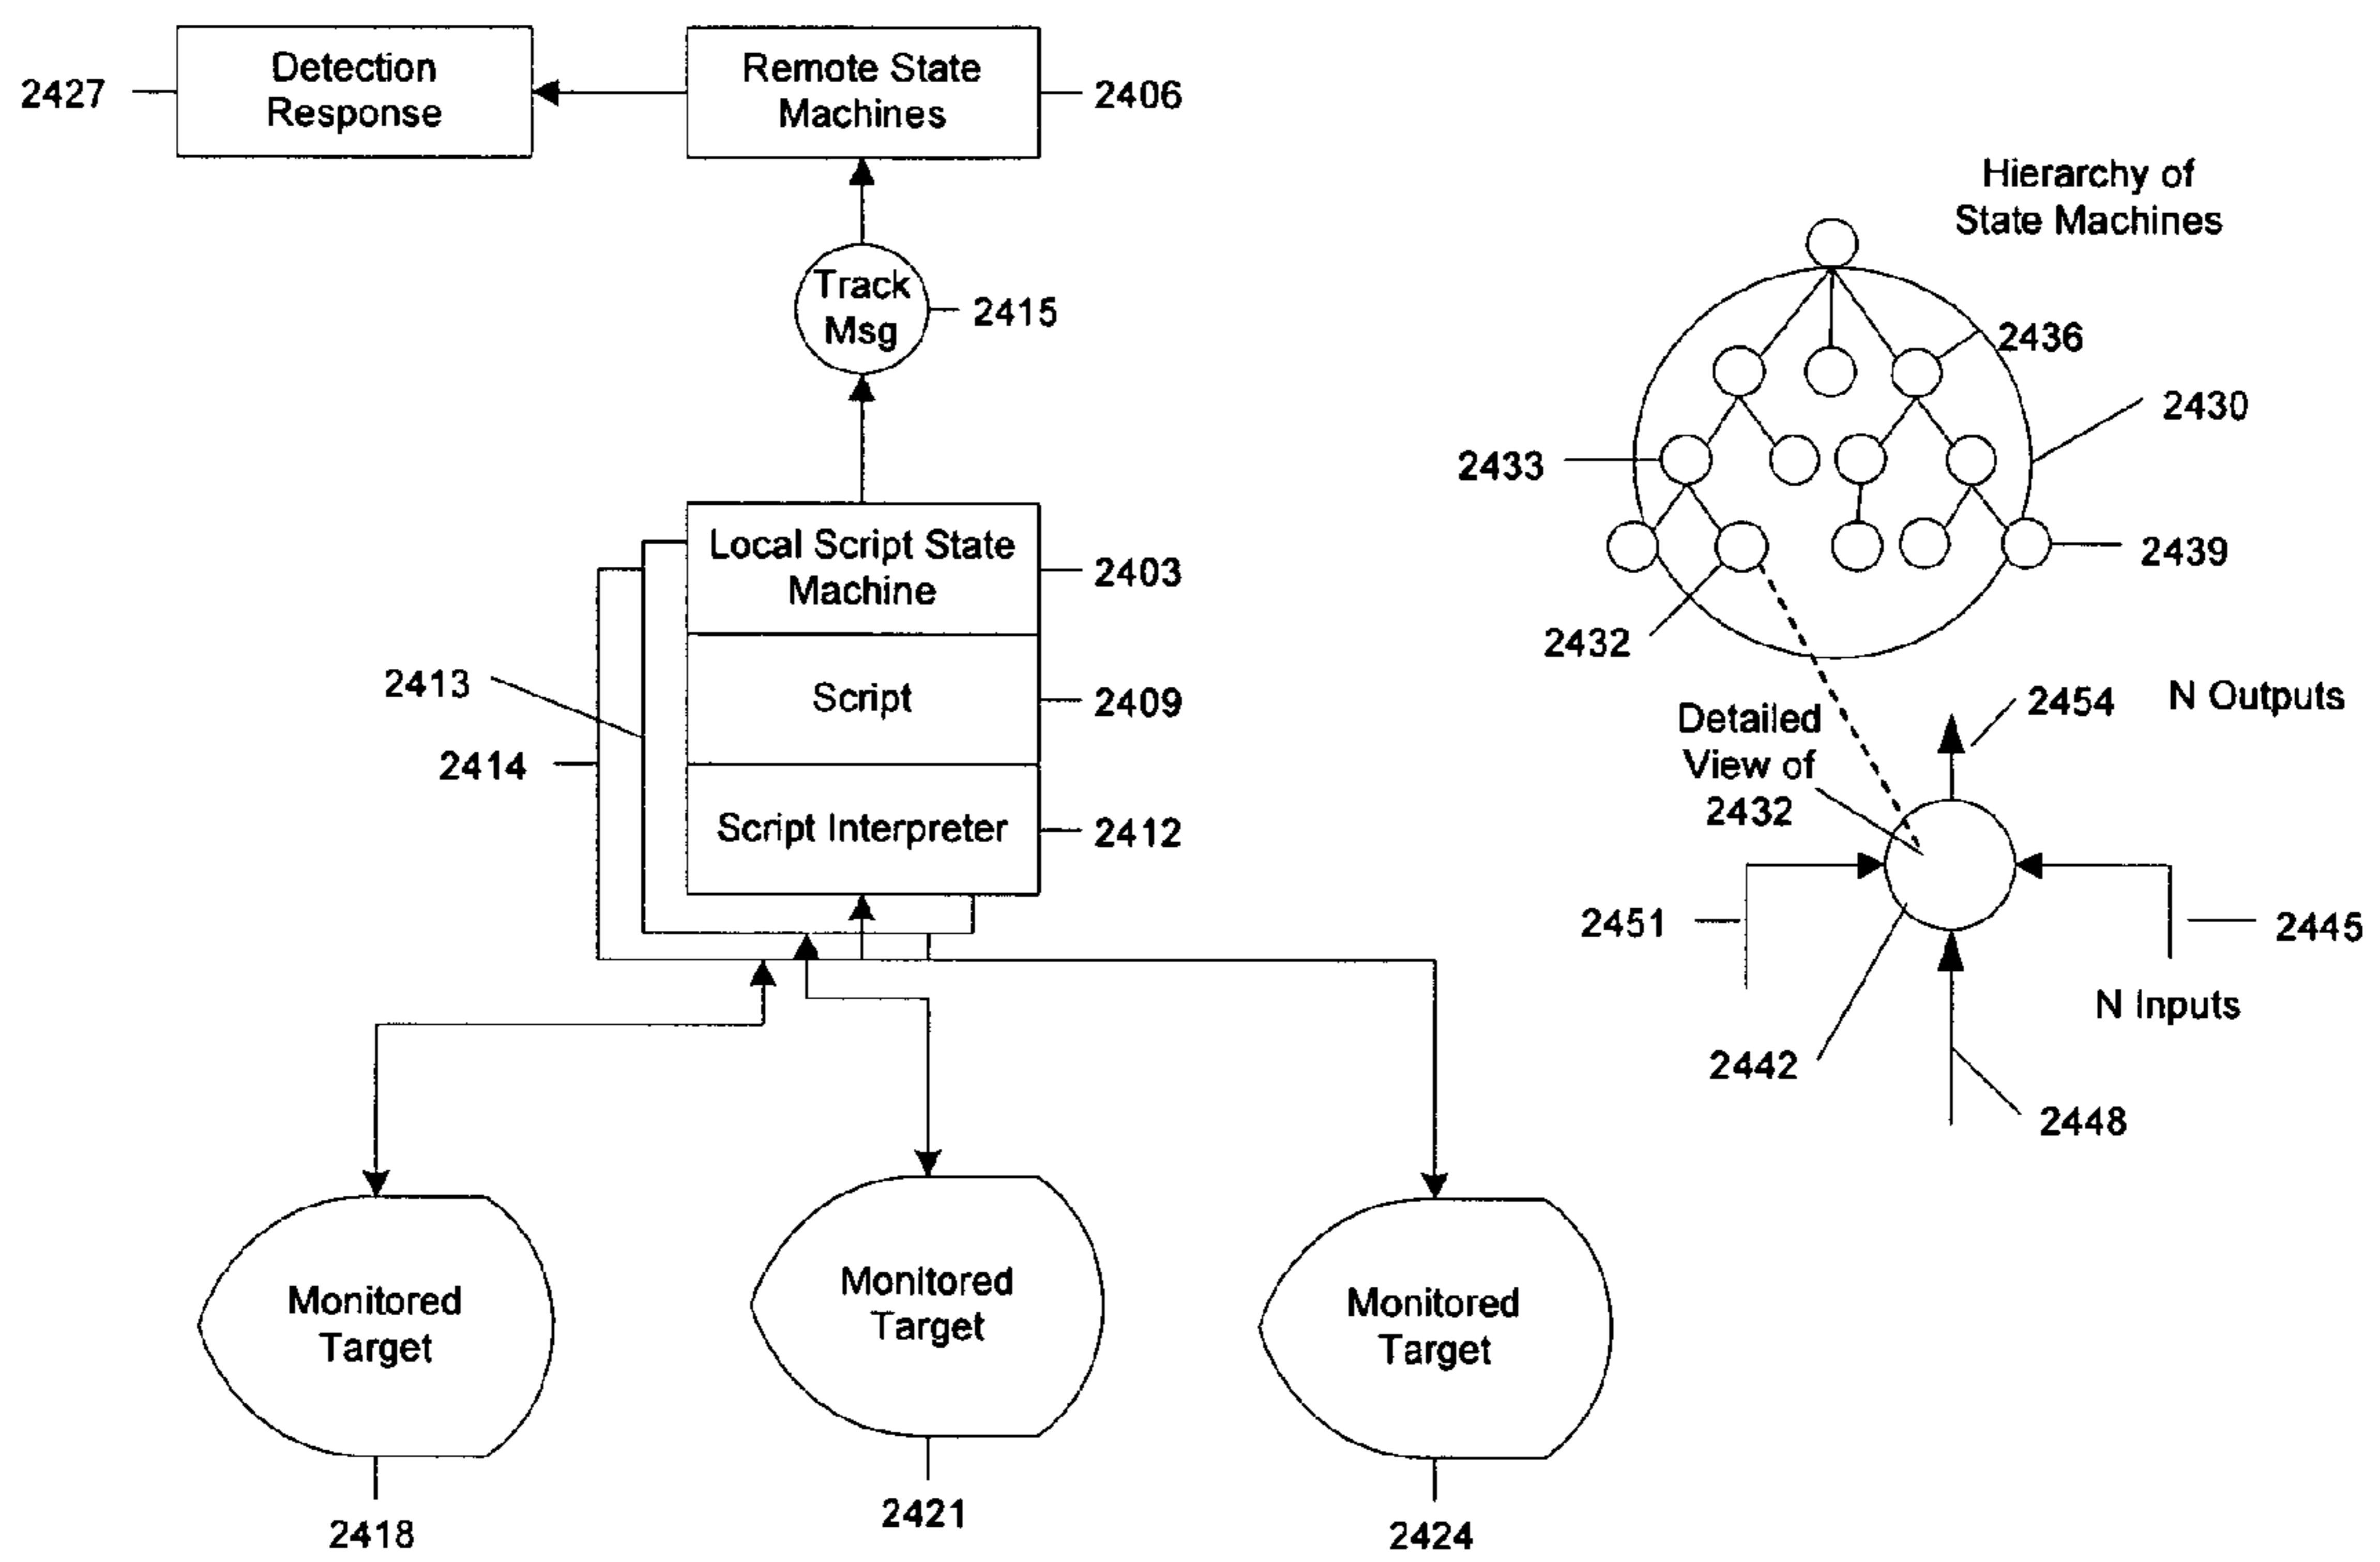 2427
Detection
Response
Remote State
Machines
2406
Track
Msg
2415
Local Script State
Machine
2403
Script
2409
Script Interpreter
2412
2413
2414
Monitored
Target
2418
Monitored
Target
2421
Monitored
Target
2424
Hierarchy of
State Machines
2436
2430
2433
2439
2432
2454
N Outputs
Detailed
View of
2432
2451
2445
N Inputs
2442
2448